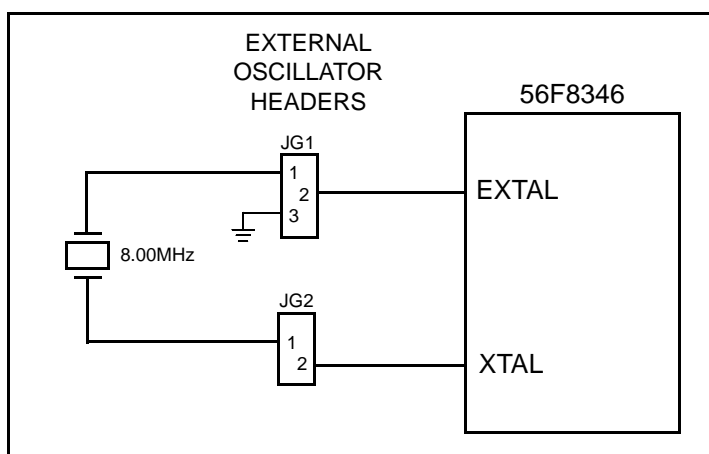 EXTERNAL
OSCILLATOR
HEADERS
56F8346
JG1
1
2
3
EXTAL
8.00MHz
JG2
1
2
XTAL